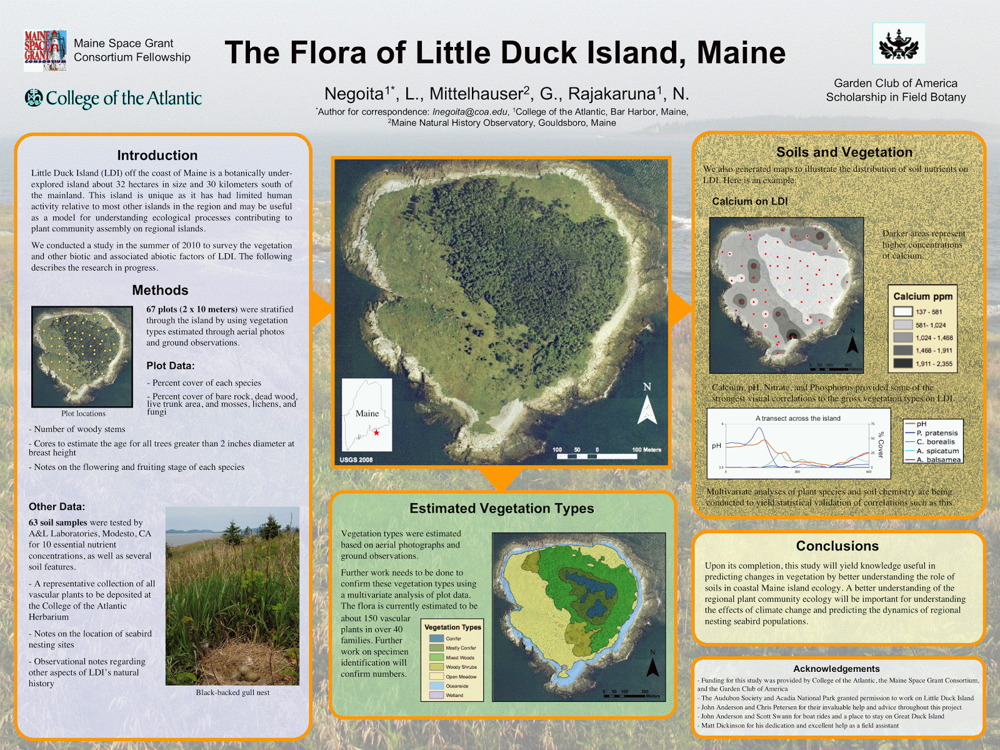 MAINE
SPACE
GRANT
CONSORTIUM
Maine Space Grant
Consortium Fellowship
College of the Atlantic
The Flora of Little Duck Island, Maine
Negoita1*, L., Mittelhauser2, G., Rajakaruna1, N.
*Author for correspondence: lnegoita@coa.edu, 1College of the Atlantic, Bar Harbor, Maine,
2Maine Natural History Observatory, Gouldsboro, Maine
Garden Club of America
Scholarship in Field Botany
Introduction
Little Duck Island (LDI) off the coast of Maine is a botanically under-
explored island about 32 hectares in size and 30 kilometers south of
the mainland. This island is unique as it has had limited human
activity relative to most other islands in the region and may be useful
as a model for understanding ecological processes contributing to
plant community assembly on regional islands.
We conducted a study in the summer of 2010 to survey the vegetation
and other biotic and associated abiotic factors of LDI. The following
describes the research in progress.
Methods
67 plots (2 x 10 meters) were stratified
through the island by using vegetation
types estimated through aerial photos
and ground observations.
Plot Data:
- Percent cover of each species
- Percent cover of bare rock, dead wood,
live trunk area, and mosses, lichens, and
fungi
Plot locations
- Number of woody stems
- Cores to estimate the age for all trees greater than 2 inches diameter at
breast height
- Notes on the flowering and fruiting stage of each species
Other Data:
63 soil samples were tested by
A&L Laboratories, Modesto, CA
for 10 essential nutrient
concentrations, as well as several
soil features.
- A representative collection of all
vascular plants to be deposited at
the College of the Atlantic
Herbarium
- Notes on the location of seabird
nesting sites
- Observational notes regarding
other aspects of LDI's natural
history
Black-backed gull nest
Maine
N
100 50 0 100 Meters
USGS 2008
Estimated Vegetation Types
Vegetation types were estimated
based on aerial photographs and
ground observations.
Further work needs to be done to
confirm these vegetation types using
a multivariate analysis of plot data.
The flora is currently estimated to be
about 150 vascular
plants in over 40
families. Further
work on specimen
identification will
confirm numbers.
Vegetation Types
Conifer
Mostly Conifer
Mixed Woods
Woody Shrubs
Open Meadow
Oceanside
Wetland
N
0 50 100 200
Meters
Soils and Vegetation
We also generated maps to illustrate the distribution of soil nutrients on
LDI. Here is an example:
Calcium on LDI
N
0 50 100 200
Meters
Darker areas represent
higher concentrations
of calcium.
Calcium ppm
137 - 581
581- 1,024
1,024 - 1,468
1,468 - 1,911
1,911 - 2,355
Calcium, pH, Nitrate, and Phosphorus provided some of the
strongest visual correlations to the gross vegetation types on LDI.
A transect across the island
6
3.5
pH
75
50
25
0
% Cover
0 300 600
pH
P. pratensis
C. borealis
A. spicatum
A. balsamea
Multivariate analyses of plant species and soil chemistry are being
conducted to yield statistical validation of correlations such as this.
Conclusions
Upon its completion, this study will yield knowledge useful in
predicting changes in vegetation by better understanding the role of
soils in coastal Maine island ecology. A better understanding of the
regional plant community ecology will be important for understanding
the effects of climate change and predicting the dynamics of regional
nesting seabird populations.
Acknowledgements
- Funding for this study was provided by College of the Atlantic, the Maine Space Grant Consortium,
and the Garden Club of America
- The Audubon Society and Acadia National Park granted permission to work on Little Duck Island
- John Anderson and Chris Petersen for their invaluable help and advice throughout this project
- John Anderson and Scott Swann for boat rides and a place to stay on Great Duck Island
- Matt Dickinson for his dedication and excellent help as a field assistant